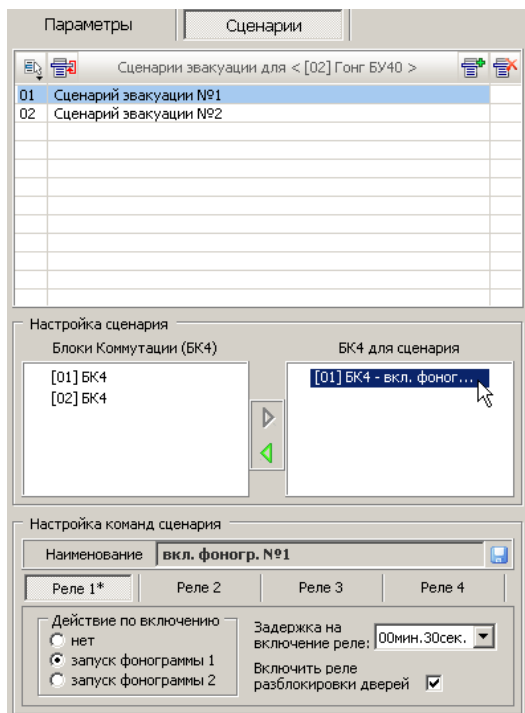 Параметры
Сценарии
Сценарии эвакуации для < [02] Гонг БУ40 >
01 Сценарий эвакуации №1
02 Сценарий эвакуации №2
Настройка сценария
Блоки Коммутации (БК4)
БК4 для сценария
[01] БК4
[02] БК4
[01] БК4 - вкл. фоног...
Настройка команд сценария
Наименование
вкл. фоногр. №1
Реле 1*
Реле 2
Реле 3
Реле 4
Действие по включению
нет
запуск фонограммы 1
запуск фонограммы 2
Задержка на
включение реле:
00мин.30сек.
Включить реле
разблокировки дверей